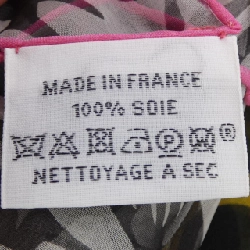 MADE IN FRANCE
100% SOIE
P ®
NETTOYAGE A SEC